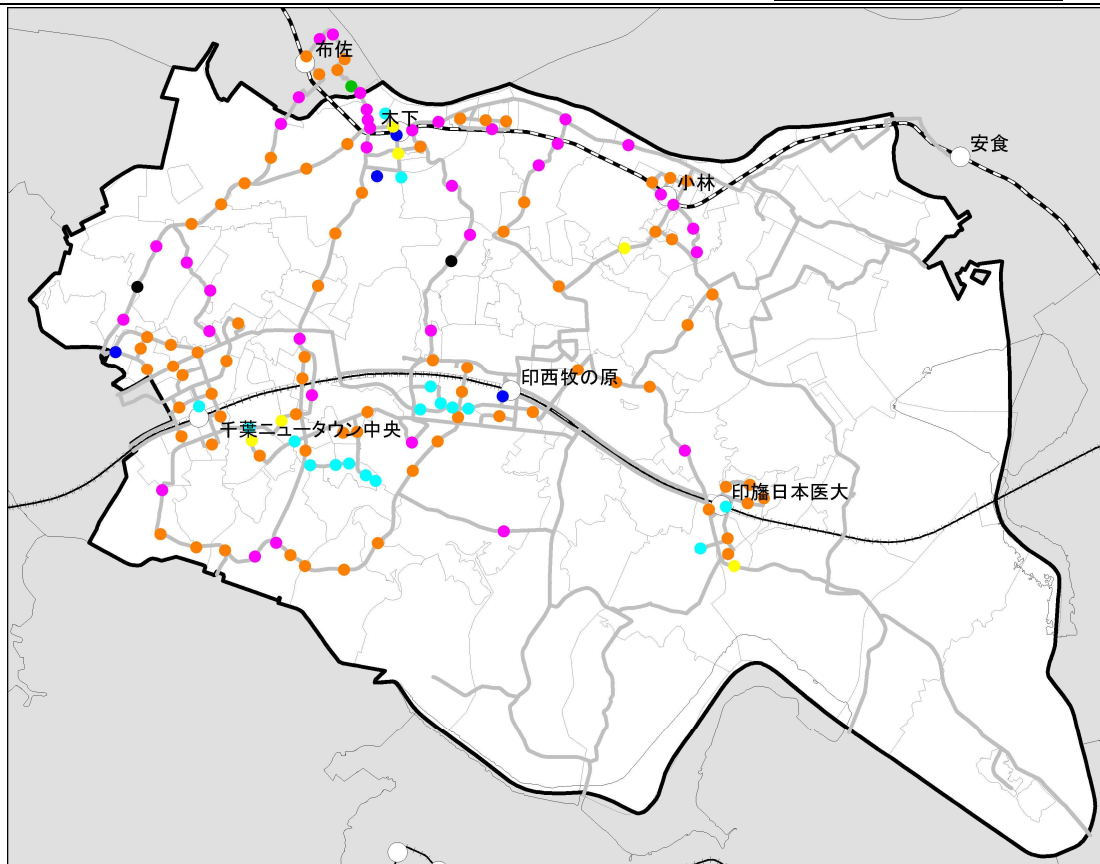 布佐
木下
安食
小林
印西牧の原
千葉ニュータウン中央
印旛日本医大